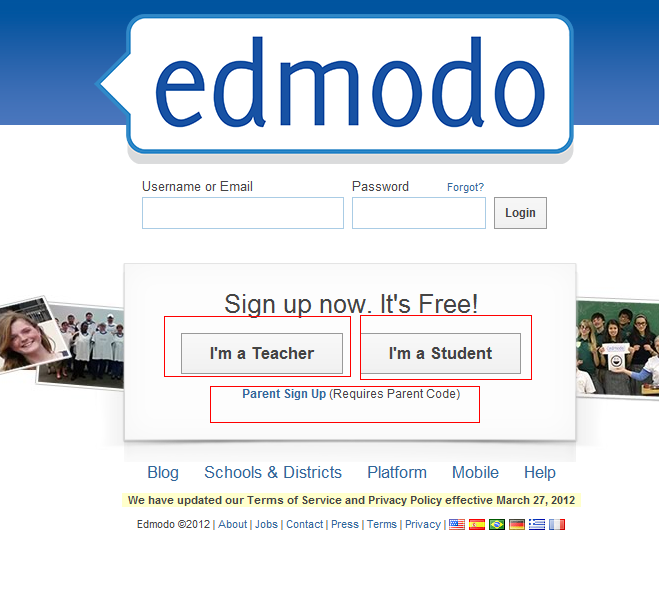 edmodo
Username or Email Password Forgot?
Login
Sign up now. It's Free!
I'm a Teacher I'm a Student
Parent Sign Up (Requires Parent Code)
Blog Schools & Districts Platform Mobile Help
We have updated our Terms of Service and Privacy Policy effective March 27, 2012
Edmodo ©2012 | About | Jobs | Contact | Press | Terms | Privacy |